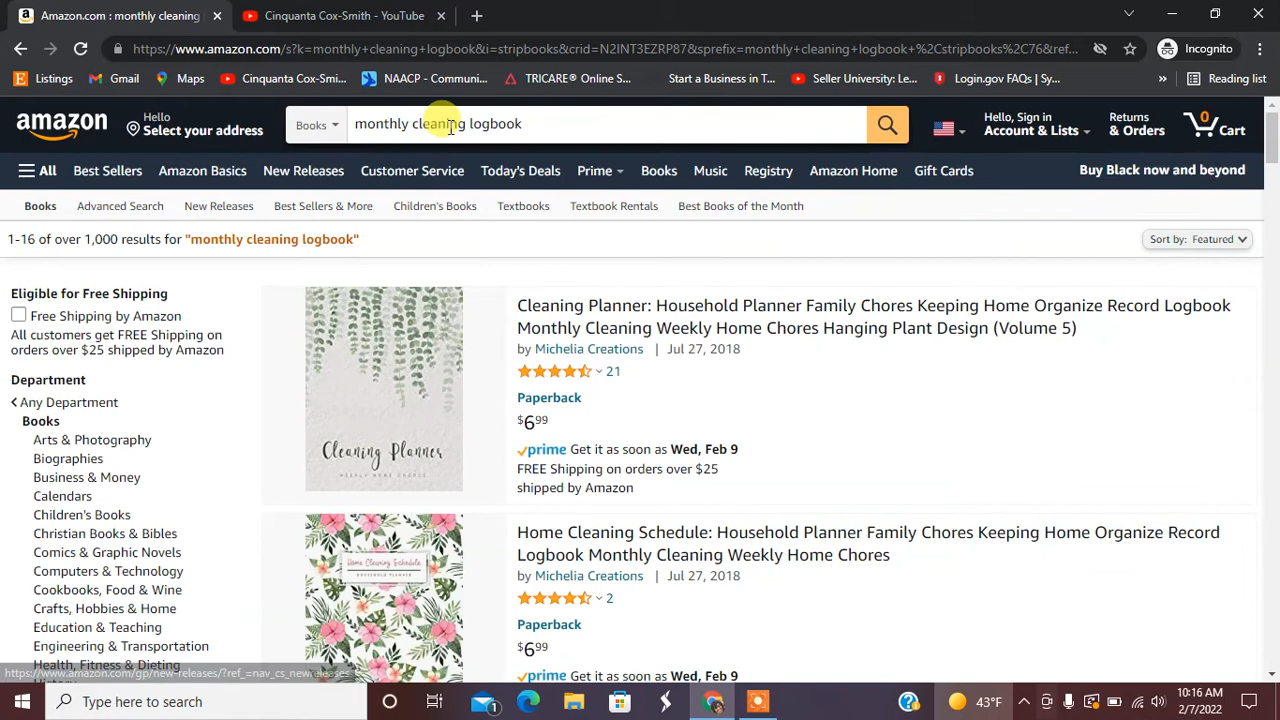 Amazon.com : monthly cleaning
Cinquanta Cox-Smith - YouTube
https://www.amazon.com/s?k=monthly+cleaning+logbook&i=stripbooks&crid=N2INT3EZRP87&sprefix=monthly+cleaning+logbook+%2Cstripbooks%2C76&ref...
Incognito
Listings
Gmail
Maps
Cinquanta Cox-Smi...
NAACP - Communi...
TRICARE® Online S...
Start a Business in T...
Seller University: Le...
Login.gov FAQs | Sy...
Reading list
amazon
Hello
Select your address
Books
monthly cleaning logbook
Hello, Sign in
Account & Lists
Returns
& Orders
0
Cart
All
Best Sellers
Amazon Basics
New Releases
Customer Service
Today's Deals
Prime
Books
Music
Registry
Amazon Home
Gift Cards
Buy Black now and beyond
Books
Advanced Search
New Releases
Best Sellers & More
Children's Books
Textbooks
Textbook Rentals
Best Books of the Month
1-16 of over 1,000 results for "monthly cleaning logbook"
Sort by: Featured
Eligible for Free Shipping
Free Shipping by Amazon
All customers get FREE Shipping on
orders over $25 shipped by Amazon
Department
Any Department
Books
Arts & Photography
Biographies
Business & Money
Calendars
Children's Books
Christian Books & Bibles
Comics & Graphic Novels
Computers & Technology
Cookbooks, Food & Wine
Crafts, Hobbies & Home
Education & Teaching
Engineering & Transportation
Health, Fitness & Dieting
Cleaning Planner
WEEKLY HOME CHORES
Cleaning Planner: Household Planner Family Chores Keeping Home Organize Record Logbook
Monthly Cleaning Weekly Home Chores Hanging Plant Design (Volume 5)
by Michelia Creations | Jul 27, 2018
21
Paperback
$6 99
prime Get it as soon as Wed, Feb 9
FREE Shipping on orders over $25
shipped by Amazon
Home Cleaning Schedule
HOUSEHOLD PLANNER
Home Cleaning Schedule: Household Planner Family Chores Keeping Home Organize Record
Logbook Monthly Cleaning Weekly Home Chores
by Michelia Creations | Jul 27, 2018
2
Paperback
$6 99
prime Get it as soon as Wed, Feb 9
https://www.amazon.com/gp/new-releases/?ref_=nav_cs_newreleases
Type here to search
1
43°F
10:16 AM
2/7/2022